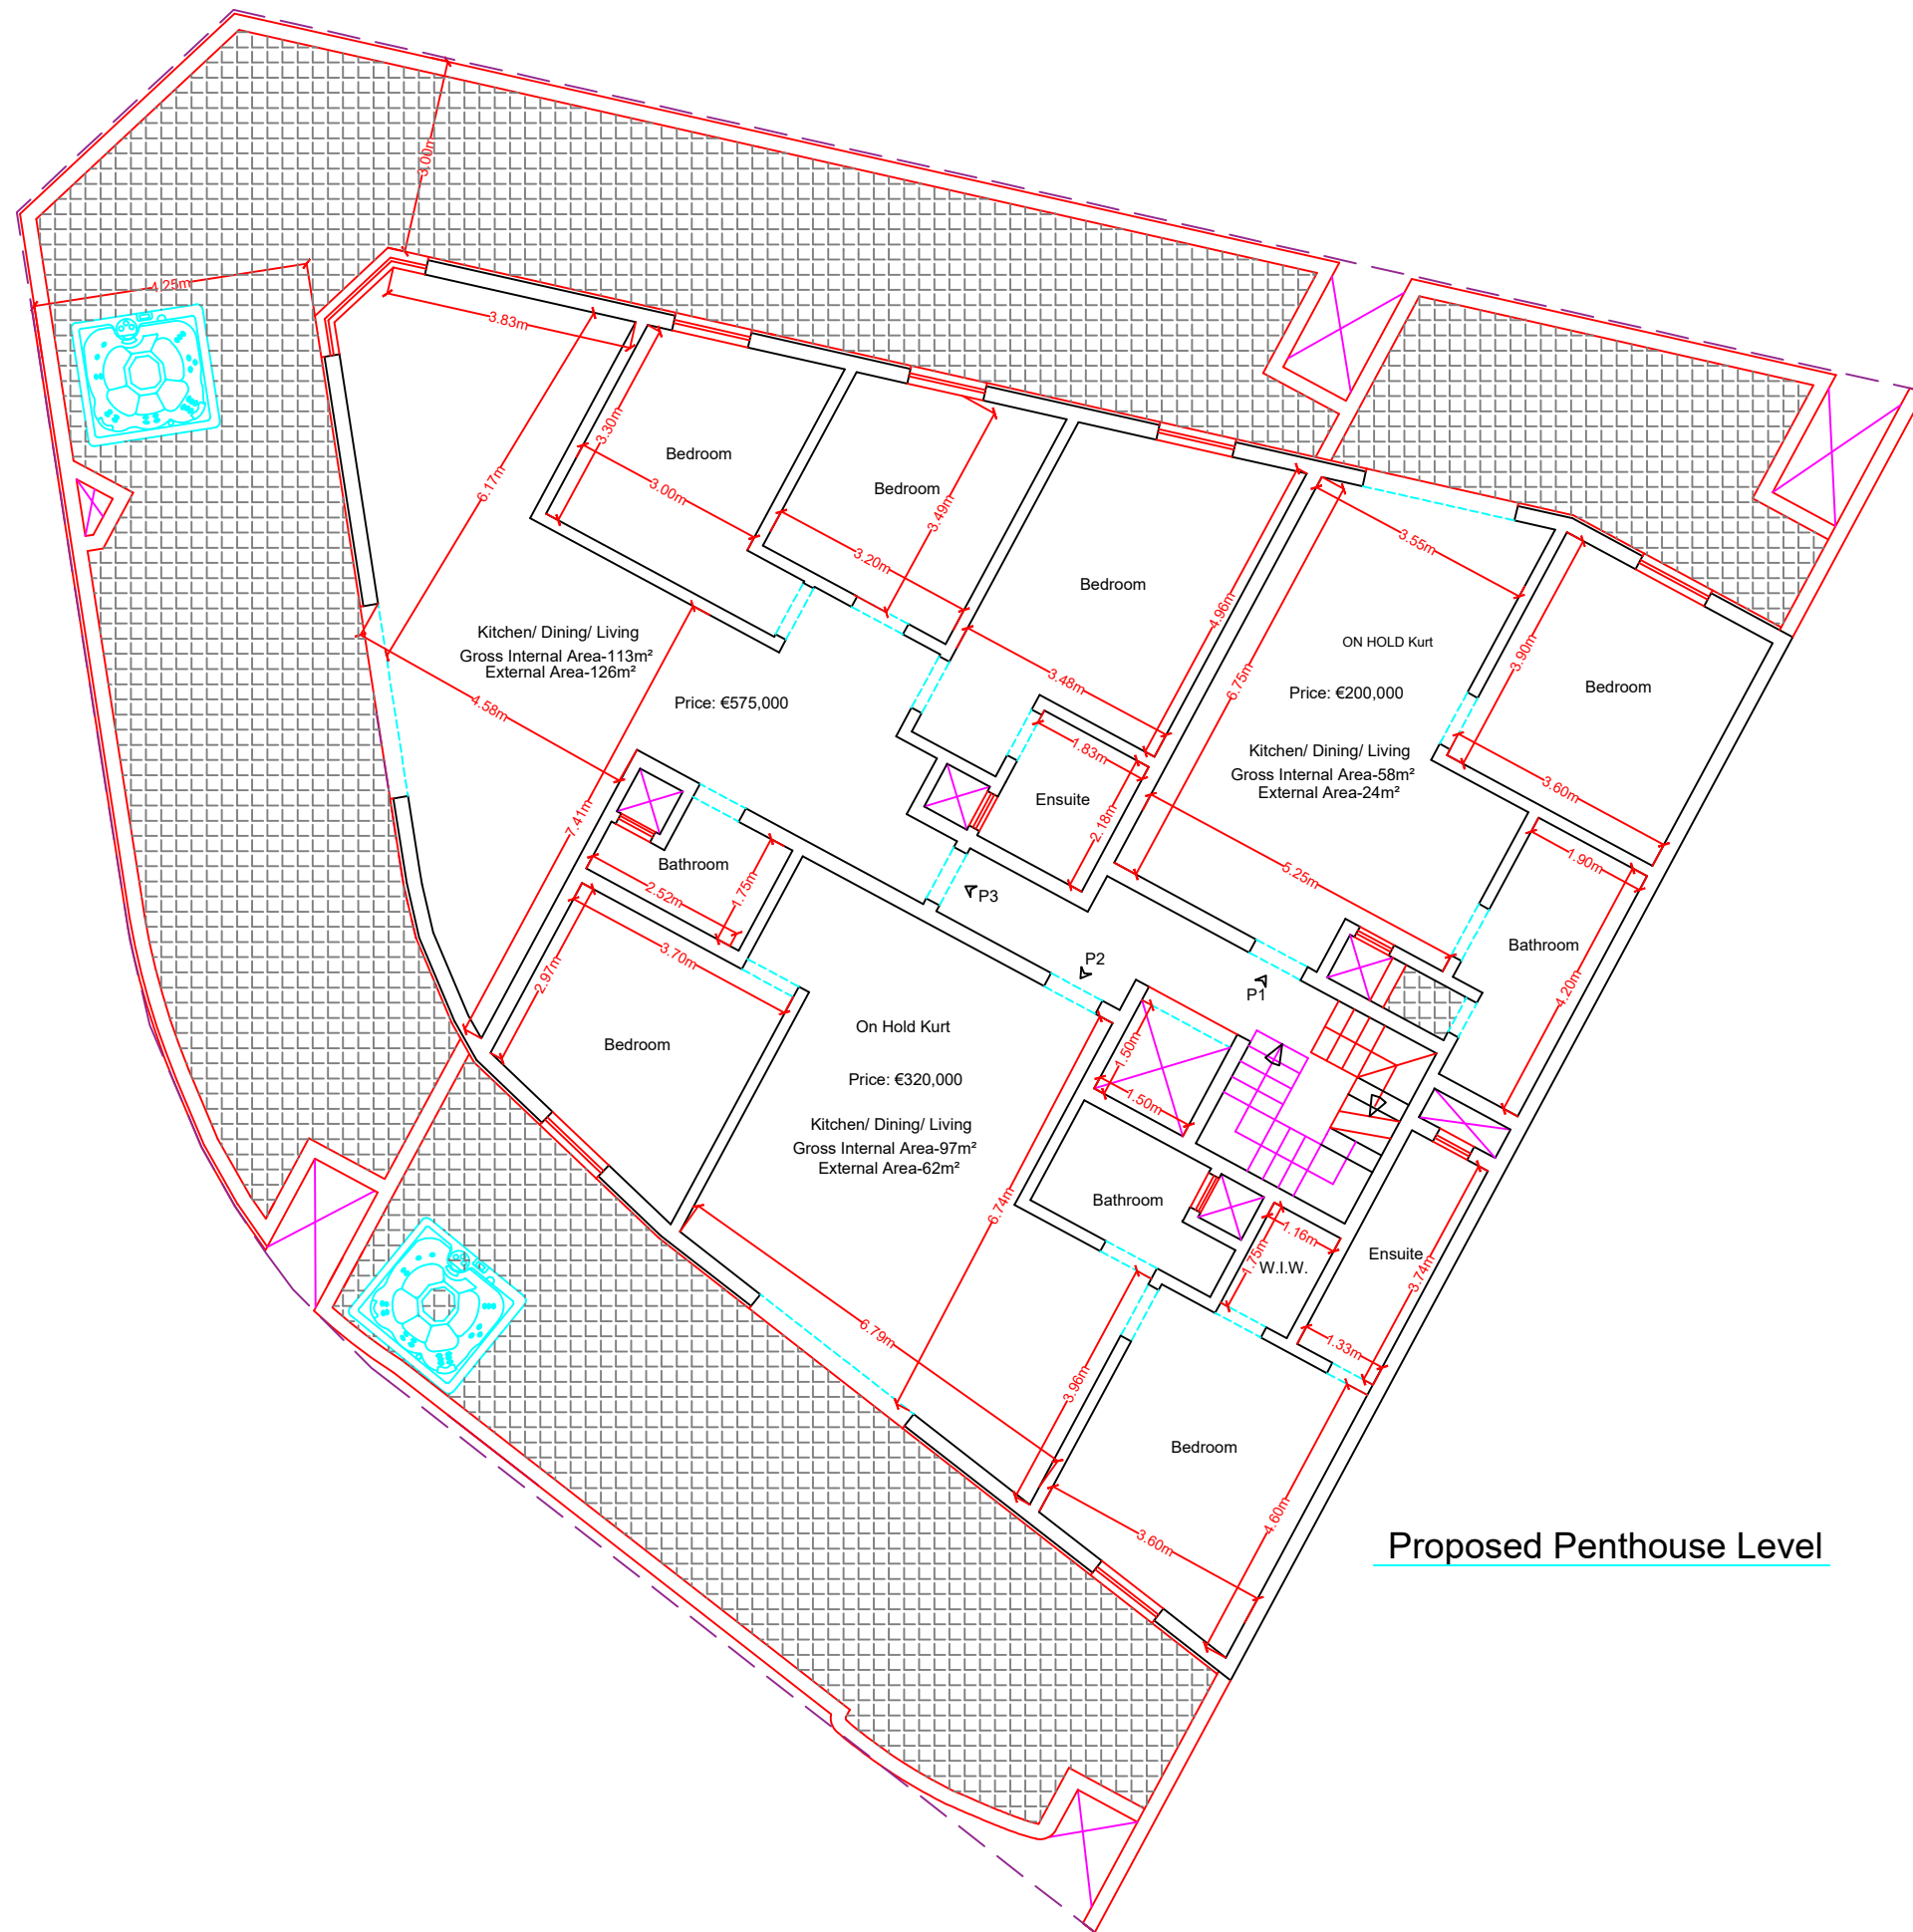 3.00m
4.25m
3.83m
3.30m
Bedroom
3.00m
6.17m
Bedroom
3.49m
3.20m
Bedroom
4.96m
3.48m
3.55m
ON HOLD Kurt
Price: €200,000
6.75m
3.90m
Bedroom
Kitchen/ Dining/ Living
Gross Internal Area-58m²
External Area-24m²
3.60m
Kitchen/ Dining/ Living
Gross Internal Area-113m²
External Area-126m²
Price: €575,000
4.58m
7.41m
1.83m
Ensuite
2.18m
5.25m
1.90m
Bathroom
4.20m
Bathroom
2.52m
1.75m
3.70m
2.97m
Bedroom
P3
P2
P1
On Hold Kurt
Price: €320,000
Kitchen/ Dining/ Living
Gross Internal Area-97m²
External Area-62m²
1.50m
1.50m
6.74m
Bathroom
1.16m
1.75m
W.I.W.
Ensuite
3.74m
1.33m
6.79m
3.96m
Bedroom
4.60m
3.60m
Proposed Penthouse Level